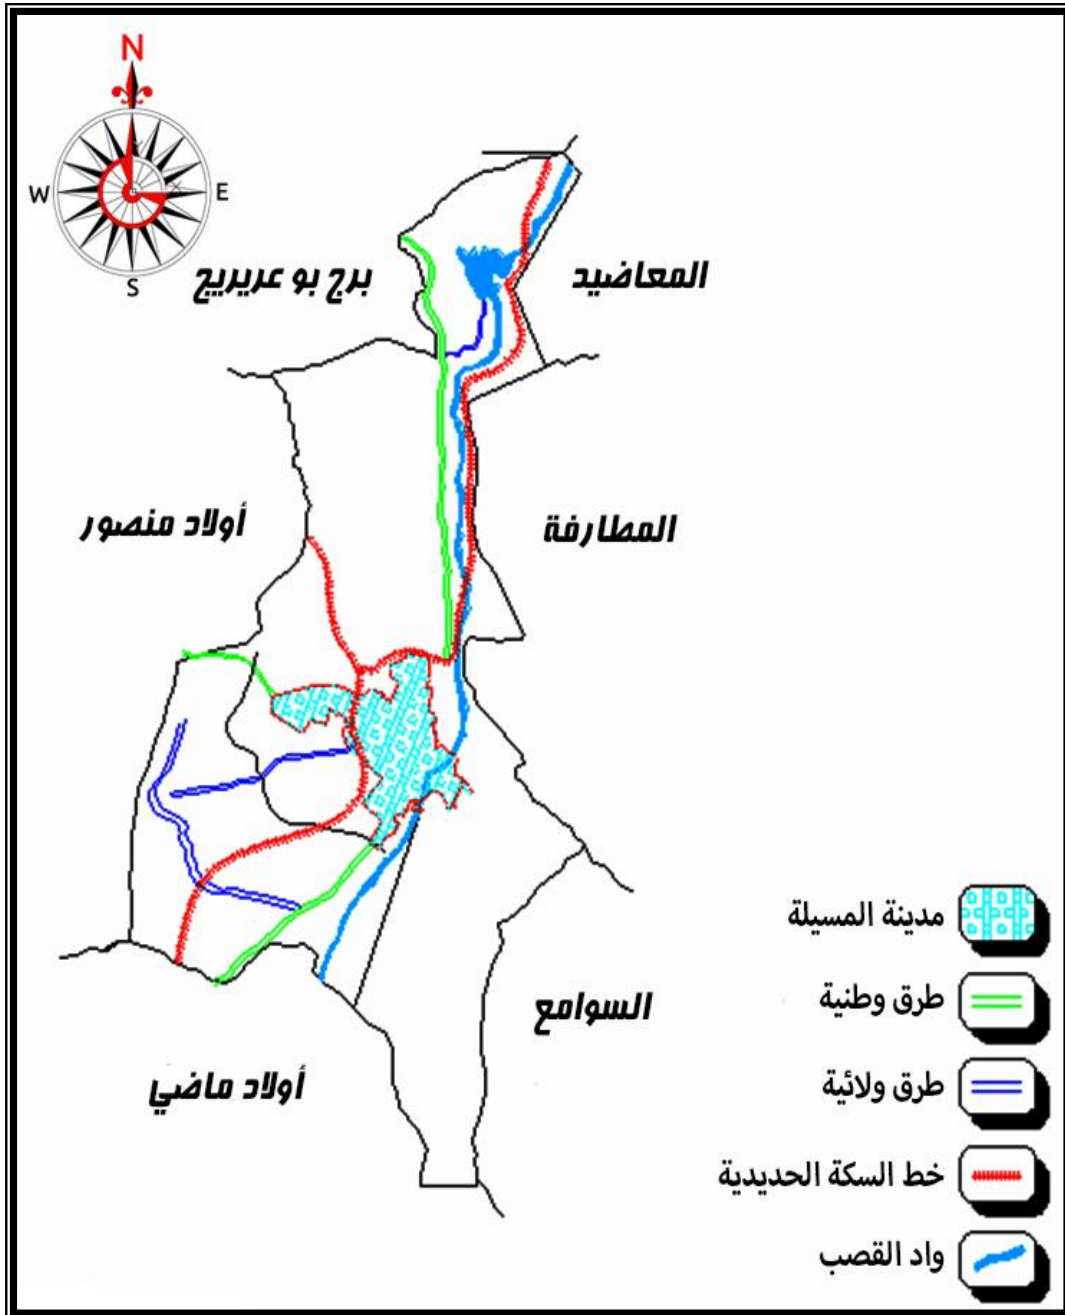 N
W
E
S
برج بو عريريج
المعاضيد
أولاد منصور
المطارفة
السوامع
أولاد ماضي
مدينة المسيلة
طرق وطنية
طرق ولائية
خط السكة الحديدية
واد القصب